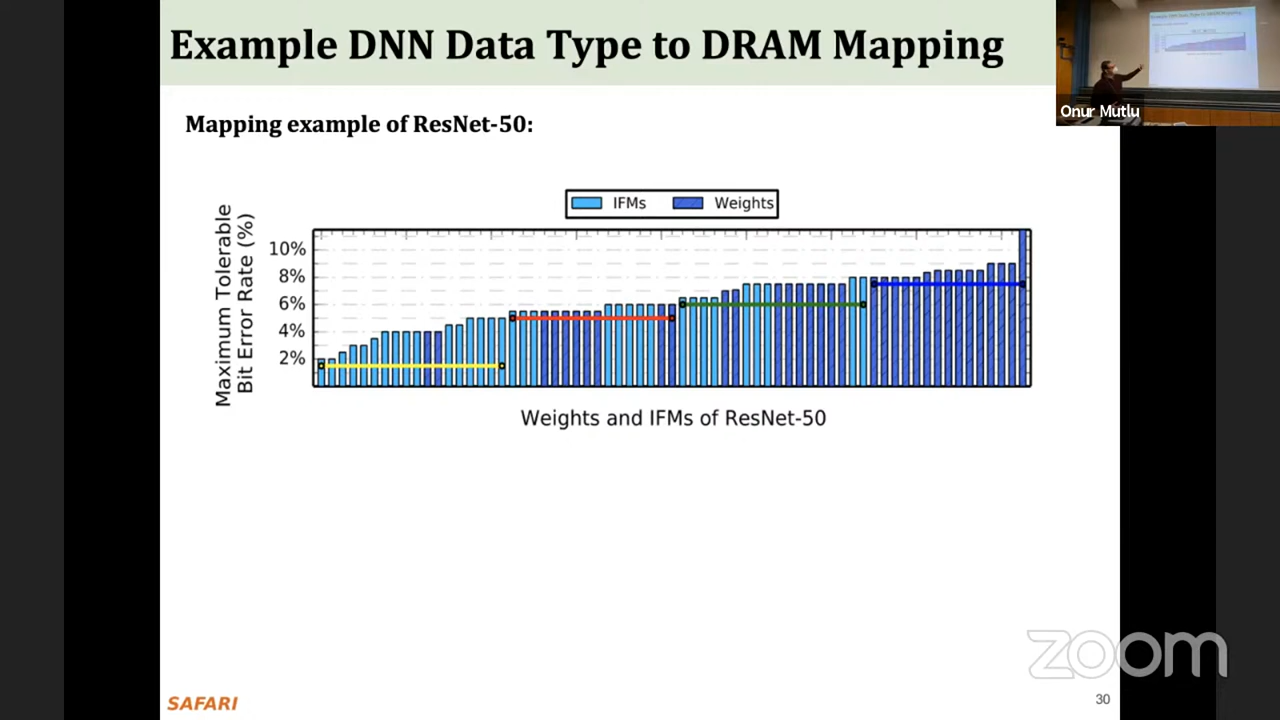 Example DNN Data Type to DRAM Mapping
Onur Mutlu
Mapping example of ResNet-50:
IFMs Weights
Maximum Tolerable
Bit Error Rate (%)
10%
8%
6%
4%
2%
Weights and IFMs of ResNet-50
zoom
SAFARI
30